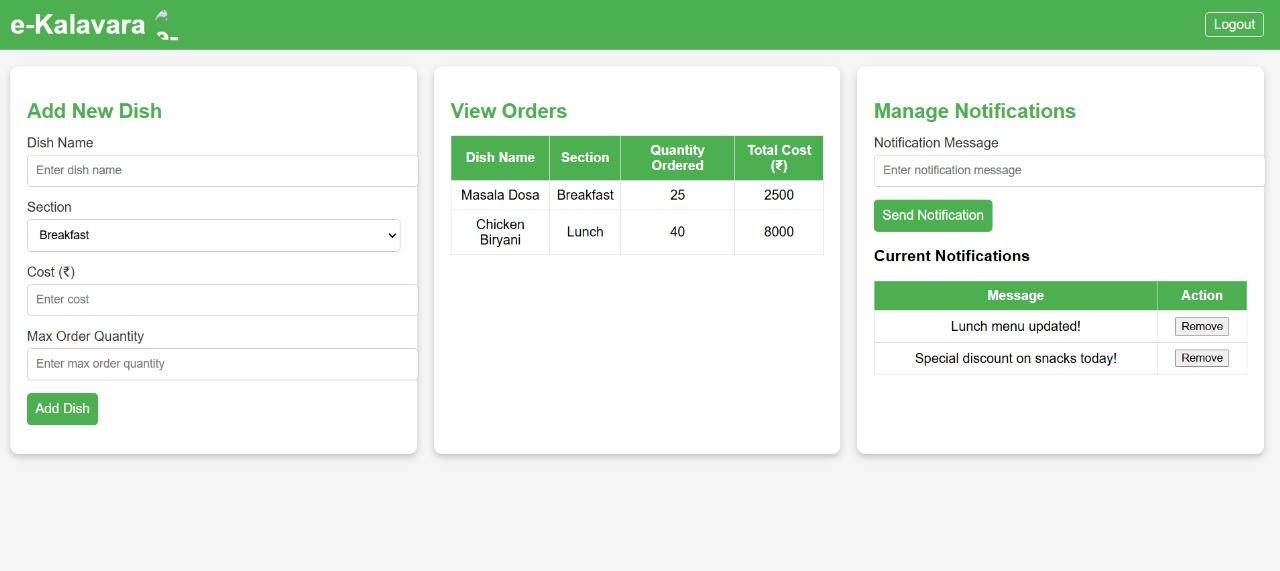 e-Kalavara
Logout
Add New Dish
Dish Name
Enter dish name
Section
Breakfast
Cost (₹)
Enter cost
Max Order Quantity
Enter max order quantity
Add Dish
View Orders
Dish Name Section Quantity Ordered Total Cost (₹)
Masala Dosa Breakfast 25 2500
Chicken Biryani Lunch 40 8000
Manage Notifications
Notification Message
Enter notification message
Send Notification
Current Notifications
Message Action
Lunch menu updated! Remove
Special discount on snacks today! Remove